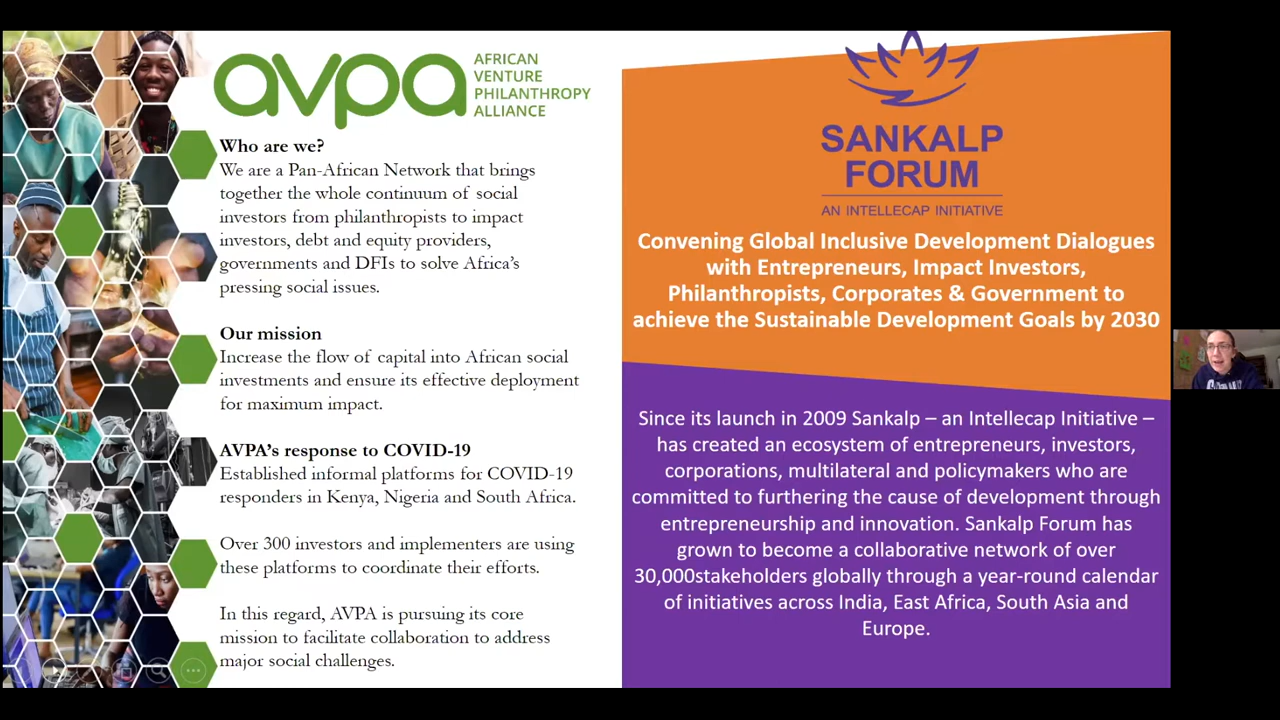 avpa
AFRICAN
VENTURE
PHILANTHROPY
ALLIANCE
Who are we?
We are a Pan-African Network that brings
together the whole continuum of social
investors from philanthropists to impact
investors, debt and equity providers,
governments and DFIs to solve Africa's
pressing social issues.
Our mission
Increase the flow of capital into African social
investments and ensure its effective deployment
for maximum impact.
AVPA's response to COVID-19
Established informal platforms for COVID-19
responders in Kenya, Nigeria and South Africa.
Over 300 investors and implementers are using
these platforms to coordinate their efforts.
In this regard, AVPA is pursuing its core
mission to facilitate collaboration to address
major social challenges.
SANKALP
FORUM
AN INTELLECAP INITIATIVE
Convening Global Inclusive Development Dialogues
with Entrepreneurs, Impact Investors,
Philanthropists, Corporates & Government to
achieve the Sustainable Development Goals by 2030
Since its launch in 2009 Sankalp – an Intellecap Initiative –
has created an ecosystem of entrepreneurs, investors,
corporations, multilateral and policymakers who are
committed to furthering the cause of development through
entrepreneurship and innovation. Sankalp Forum has
grown to become a collaborative network of over
30,000stakeholders globally through a year-round calendar
of initiatives across India, East Africa, South Asia and
Europe.